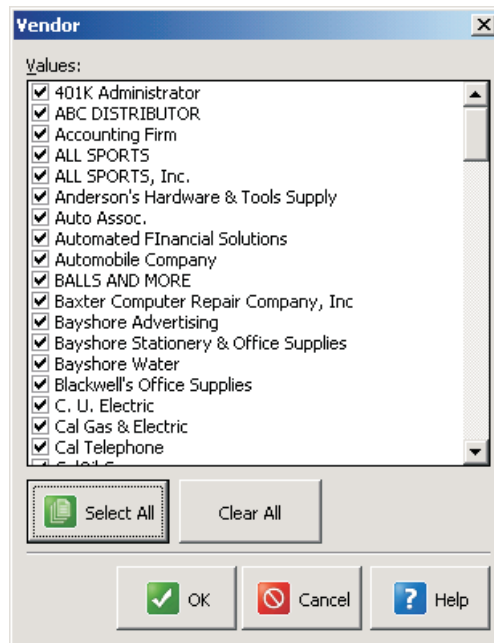 Vendor
Values:
401K Administrator
ABC DISTRIBUTOR
Accounting Firm
ALL SPORTS
ALL SPORTS, Inc.
Anderson's Hardware & Tools Supply
Auto Assoc.
Automated FInancial Solutions
Automobile Company
BALLS AND MORE
Baxter Computer Repair Company, Inc
Bayshore Advertising
Bayshore Stationery & Office Supplies
Bayshore Water
Blackwell's Office Supplies
C. U. Electric
Cal Gas & Electric
Cal Telephone
Select All
Clear All
OK
Cancel
Help